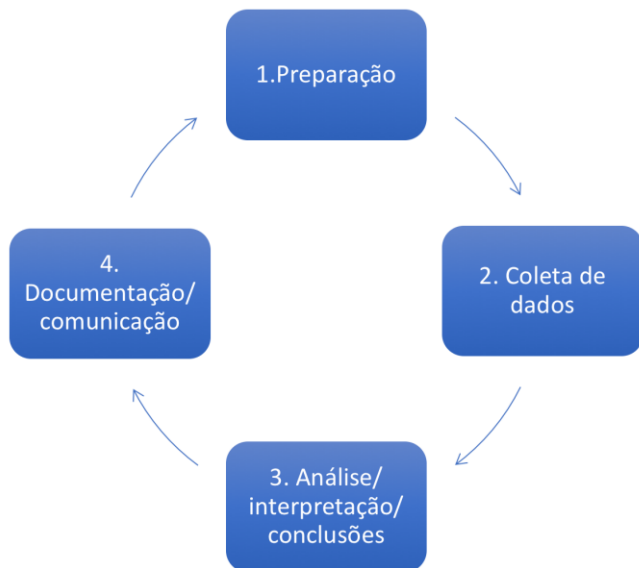 1.Preparação
2. Coleta de
dados
3. Análise/
interpretação/
conclusões
4.
Documentação/
comunicação